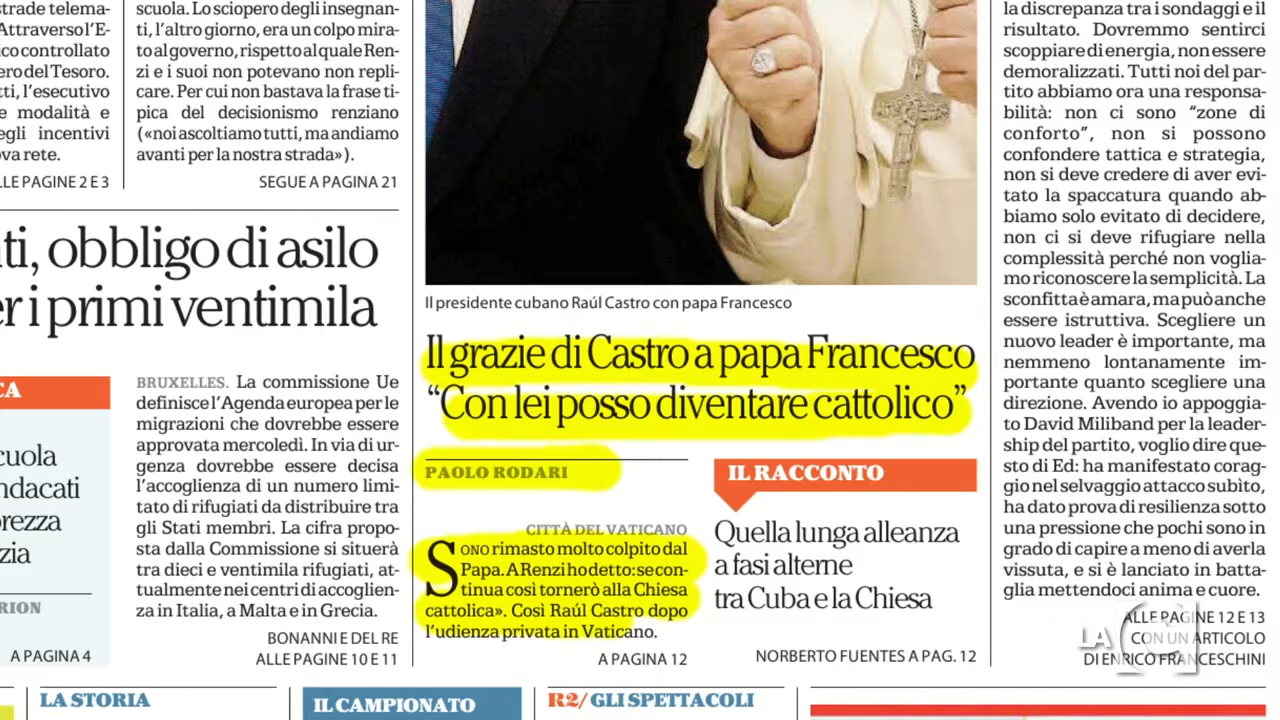 strade telema-
Attraverso l'E-
ico controllato
ero del Tesoro.
tti, l'esecutivo
e modalità e
egli incentivi
ova rete.
LLE PAGINE 2 E 3
scuola. Lo sciopero degli insegnan-
ti, l'altro giorno, era un colpo mira-
to al governo, rispetto al quale Ren-
zi e i suoi non potevano non repli-
care. Per cui non bastava la frase ti-
pica del decisionismo renziano
(«noi ascoltiamo tutti, ma andiamo
avanti per la nostra strada»).
SEGUE A PAGINA 21
ti, obbligo di asilo
er i primi ventimila
CA
cuola
ndacati
rezza
zia
RION
A PAGINA 4
BRUXELLES. La commissione Ue
definisce l'Agenda europea per le
migrazioni che dovrebbe essere
approvata mercoledì. In via di ur-
genza dovrebbe essere decisa
l'accoglienza di un numero limi-
tato di rifugiati da distribuire tra
gli Stati membri. La cifra propo-
sta dalla Commissione si situerà
tra dieci e ventimila rifugiati, at-
tualmente nei centri di accoglien-
za in Italia, a Malta e in Grecia.
BONANNI E DEL RE
ALLE PAGINE 10 E 11
Il presidente cubano Raúl Castro con papa Francesco
Il grazie di Castro a papa Francesco
“Con lei posso diventare cattolico”
PAOLO RODARI
CITTÀ DEL VATICANO
SONO rimasto molto colpito dal
Papa. A Renzi ho detto: se con-
tinua così tornerò alla Chiesa
cattolica». Così Raúl Castro dopo
l'udienza privata in Vaticano.
A PAGINA 12
IL RACCONTO
Quella lunga alleanza
a fasi alterne
tra Cuba e la Chiesa
NORBERTO FUENTES A PAG. 12
la discrepanza tra i sondaggi e il
risultato. Dovremmo sentirci
scoppiare di energia, non essere
demoralizzati. Tutti noi del par-
tito abbiamo ora una responsa-
bilità: non ci sono “zone di
conforto”, non si possono
confondere tattica e strategia,
non si deve credere di aver evi-
tato la spaccatura quando ab-
biamo solo evitato di decidere,
non ci si deve rifugiare nella
complessità perché non voglia-
mo riconoscere la semplicità. La
sconfitta è amara, ma può anche
essere istruttiva. Scegliere un
nuovo leader è importante, ma
nemmeno lontanamente im-
portante quanto scegliere una
direzione. Avendo io appoggia-
to David Miliband per la leader-
ship del partito, voglio dire que-
sto di Ed: ha manifestato corag-
gio nel selvaggio attacco subìto,
ha dato prova di resilienza sotto
una pressione che pochi sono in
grado di capire a meno di averla
vissuta, e si è lanciato in batta-
glia mettendoci anima e cuore.
ALLE PAGINE 12 E 13
CON UN ARTICOLO
DI ENRICO FRANCESCHINI
LA
LA STORIA
IL CAMPIONATO
R2/ GLI SPETTACOLI